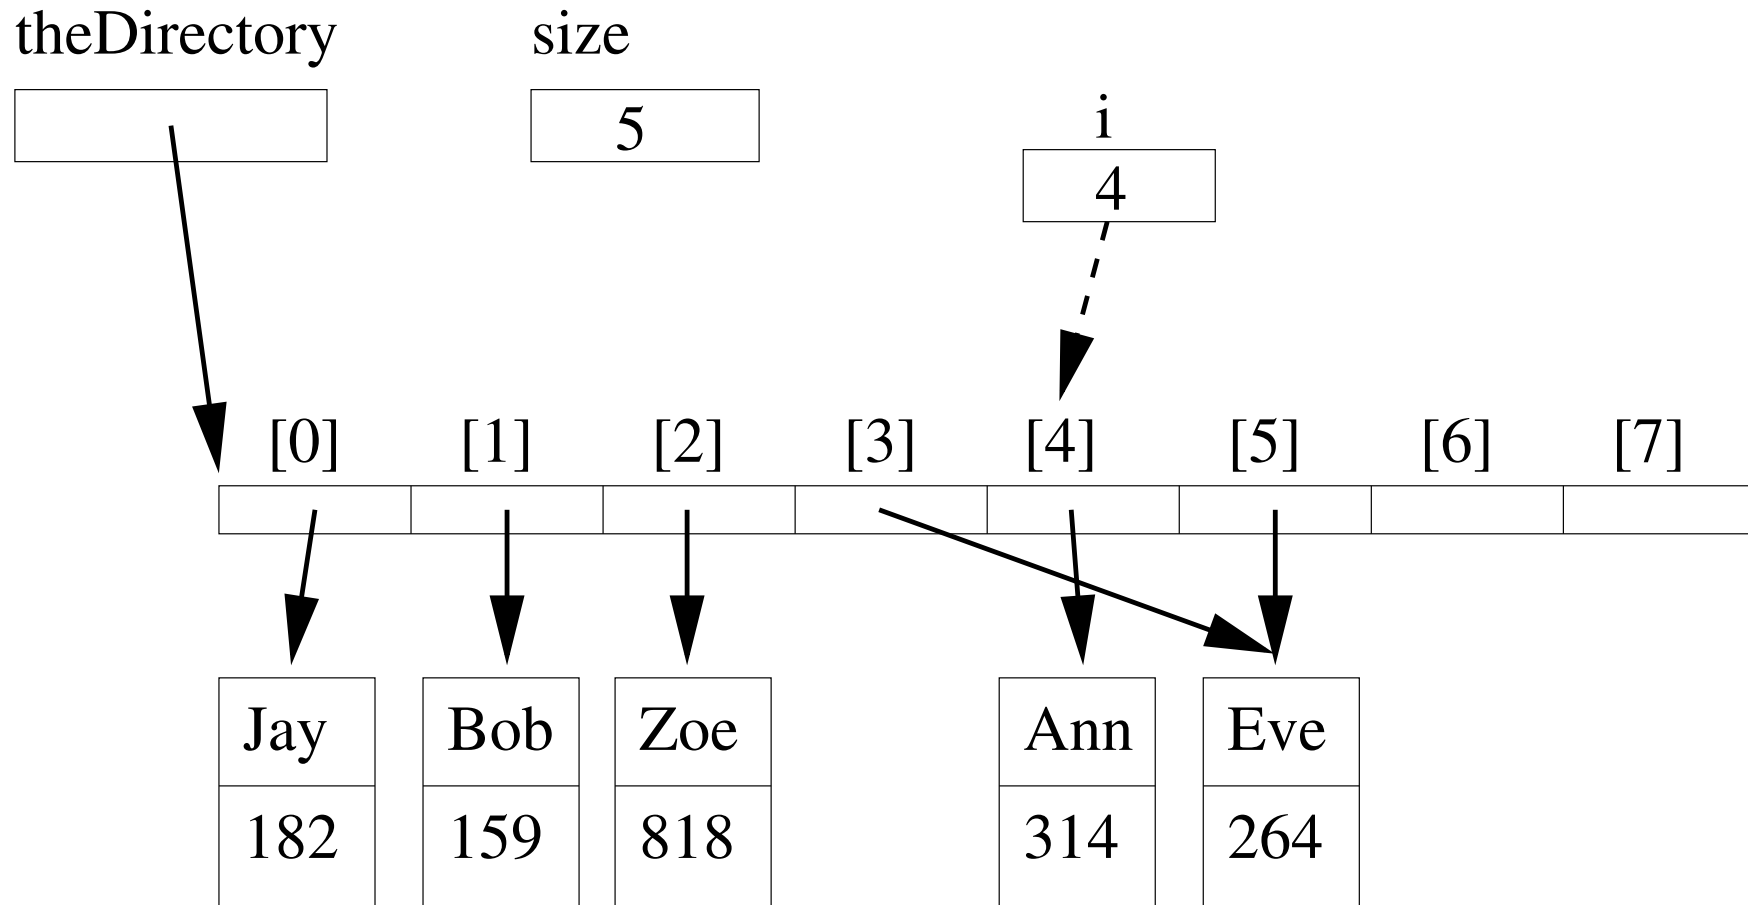 theDirectory size
5
i
4
[0] [1] [2] [3] [4] [5] [6] [7]
Jay Bob Zoe Ann Eve
182 159 818 314 264